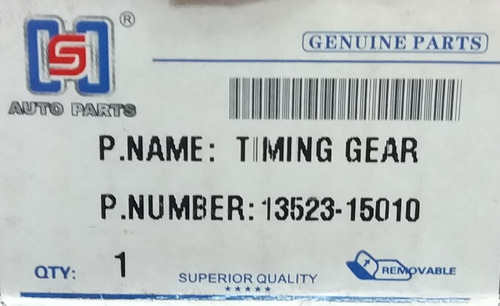 ®
GENUINE PARTS
AUTO PARTS
P.NAME: TIMING GEAR
P.NUMBER: 13523-15010
QTY: 1
SUPERIOR QUALITY
REMOVABLE